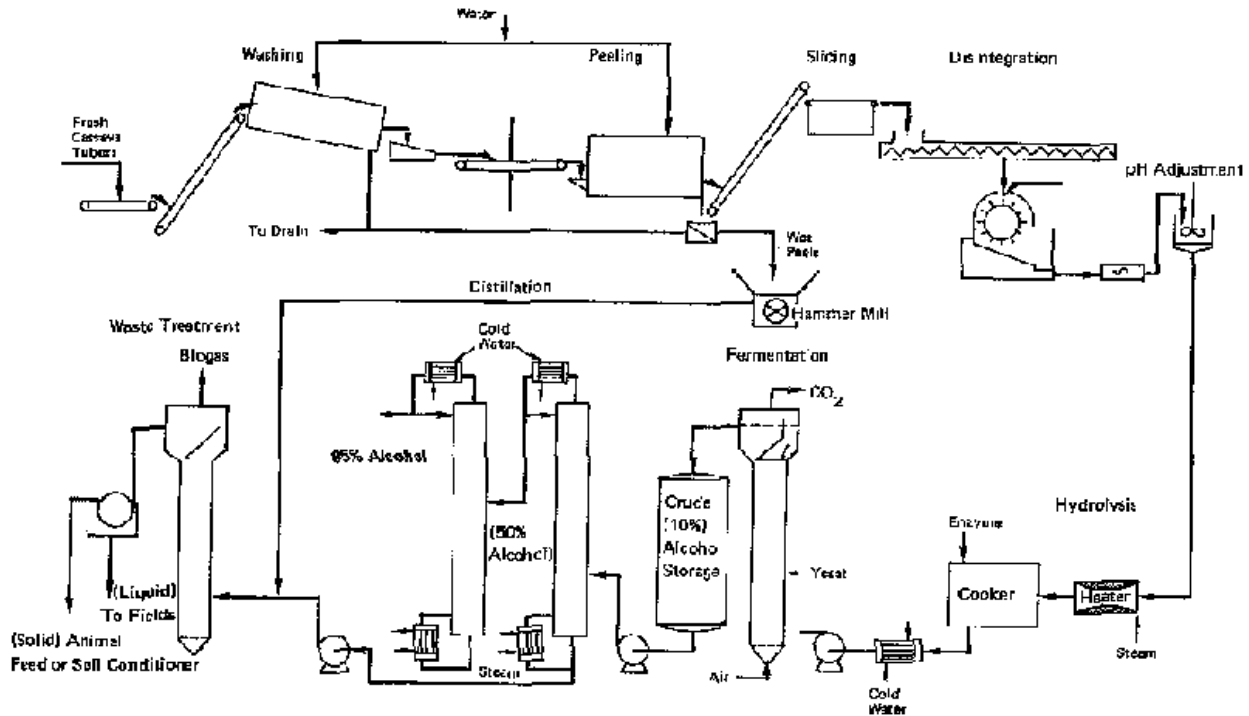 Water
Washing
Peeling
Slicing
Disintegration
Fresh
Cassava
Tubers
pH Adjustment
To Drain
Wet
Peels
Distillation
Hammer Mill
Waste Treatment
Biogas
Cold
Water
Fermentation
CO2
95% Alcohol
(50%
Alcohol)
Crude
(10%)
Alcoho
Storage
Hydrolysis
Enzyme
Yeast
Cooker
Heater
(Liquid)
To Fields
(Solid) Animal
Feed or Soil Conditioner
Steam
Air
Cold
Water
Steam